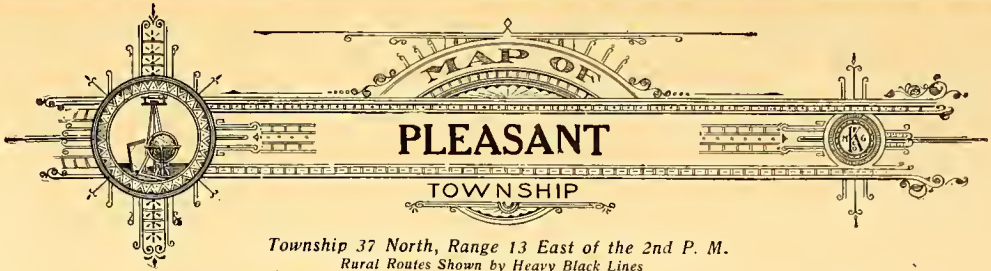 MAP OF
PLEASANT
TOWNSHIP
Township 37 North, Range 13 East of the 2nd P. M.
Rural Routes Shown by Heavy Black Lines